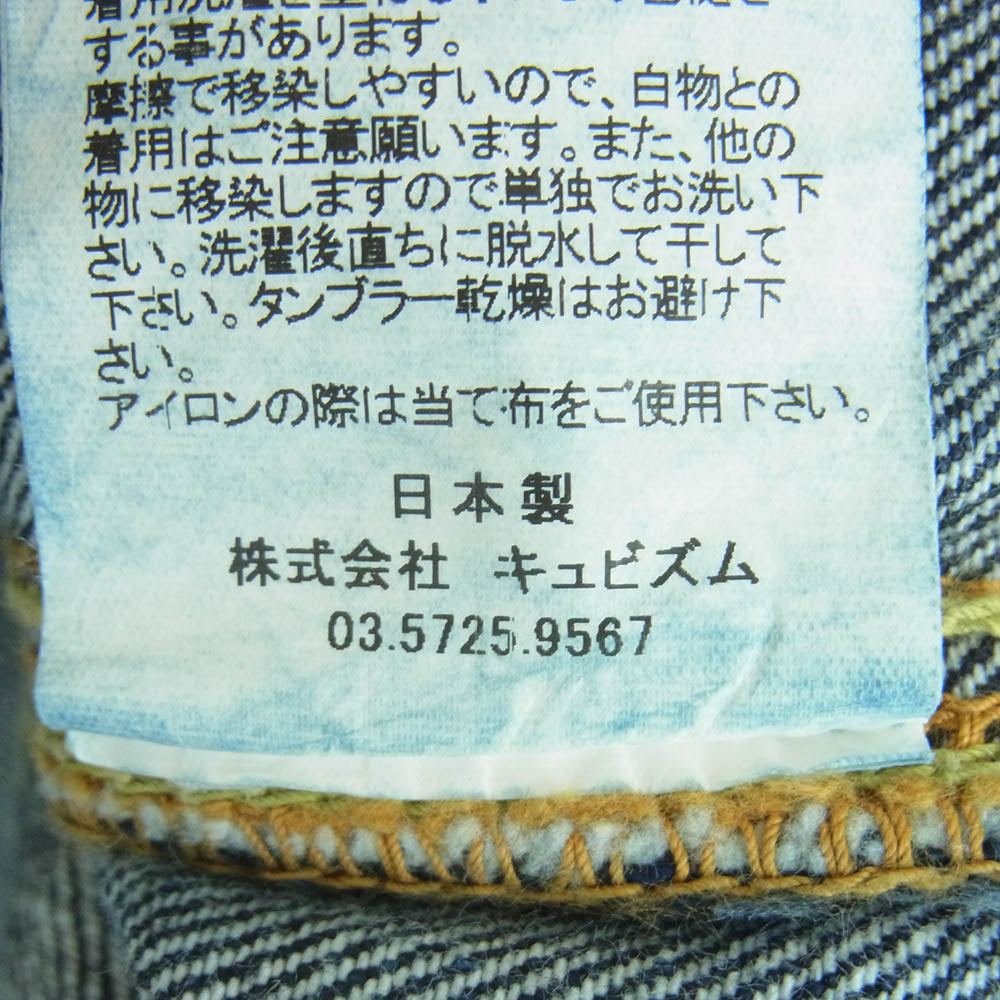 する事があります。
摩擦で移染しやすいので、白物との
着用はご注意願います。また、他の
物に移染しますので単独でお洗い下
さい。洗濯後直ちに脱水して干して
下さい。タンブラー乾燥はお避け下
さい。
アイロンの際は当て布をご使用下さい。
日本製
株式会社 キュビズム
03.5725.9567